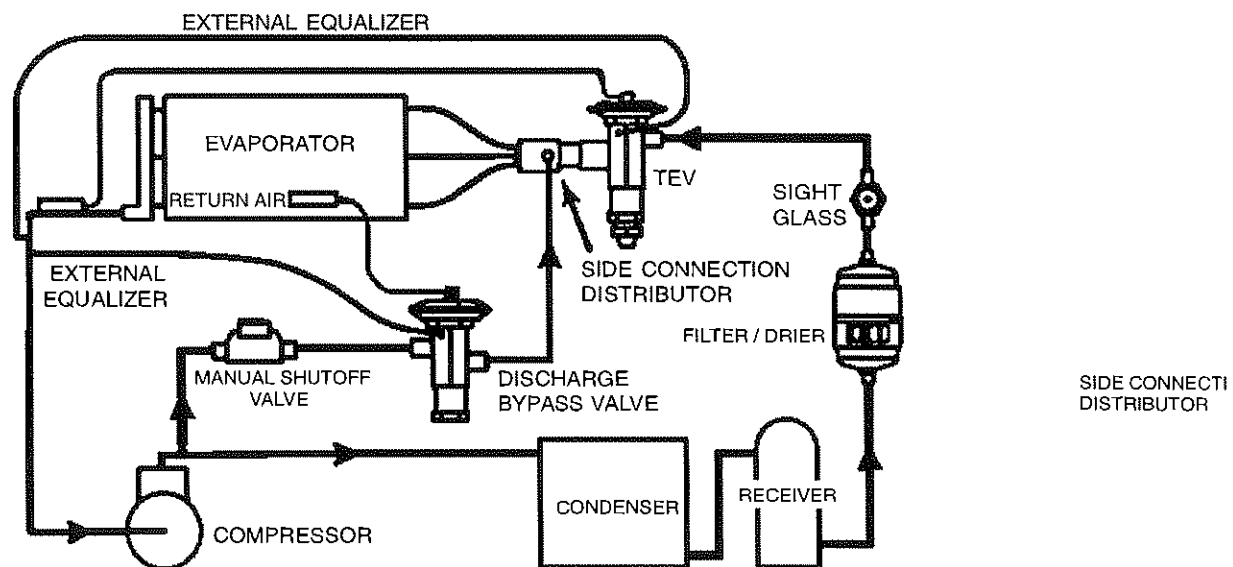 EXTERNAL EQUALIZER
EVAPORATOR
RETURN AIR
TEV
SIGHT
GLASS
EXTERNAL
EQUALIZER
SIDE CONNECTION
DISTRIBUTOR
FILTER / DRIER
MANUAL SHUTOFF
VALVE
DISCHARGE
BYPASS VALVE
SIDE CONNECTI
DISTRIBUTOR
CONDENSER
RECEIVER
COMPRESSOR